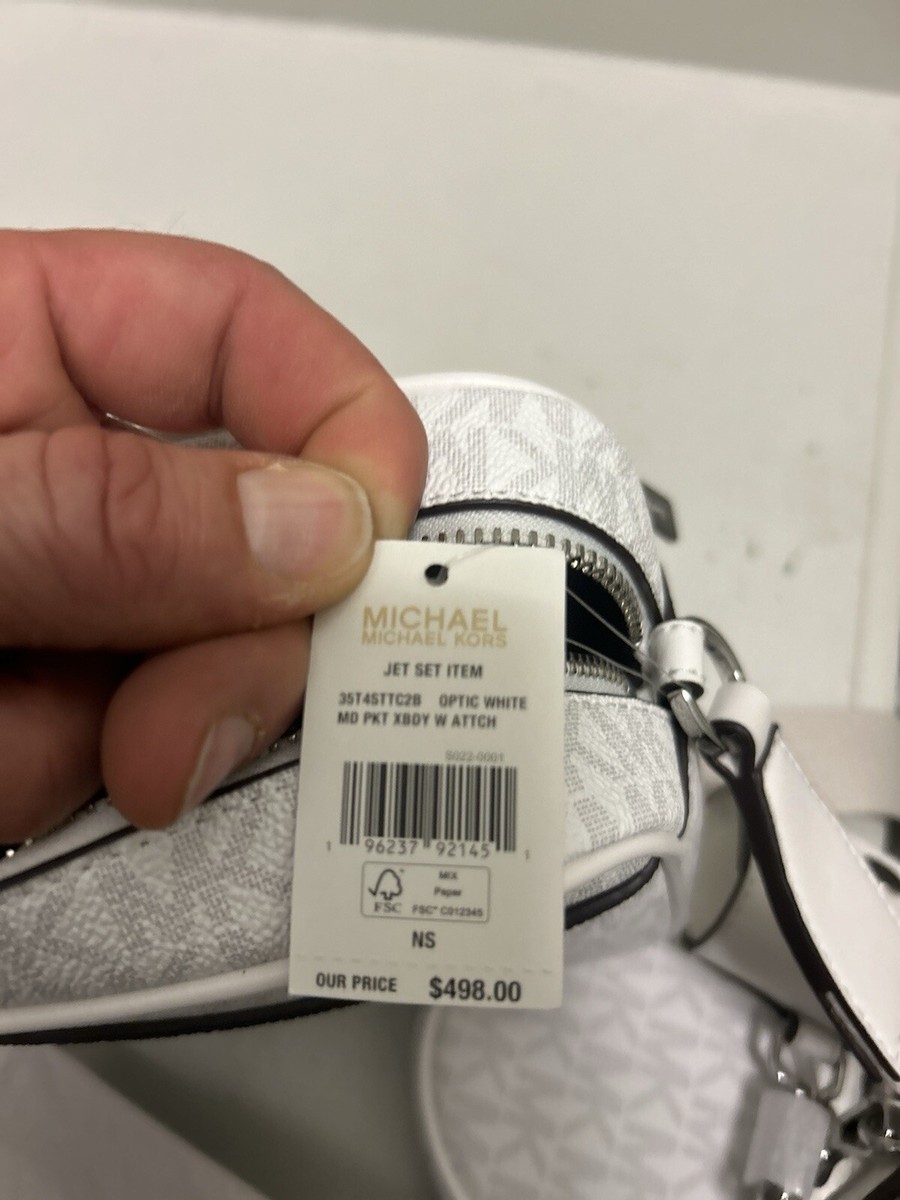 MICHAEL
MICHAEL KORS
JET SET ITEM
35T4STTC2B OPTIC WHITE
MD PKT XBDY W ATTCH
S022-0001
1 96237 92145 1
FSC
MIX
Paper
FSC™ C012345
NS
OUR PRICE $498.00